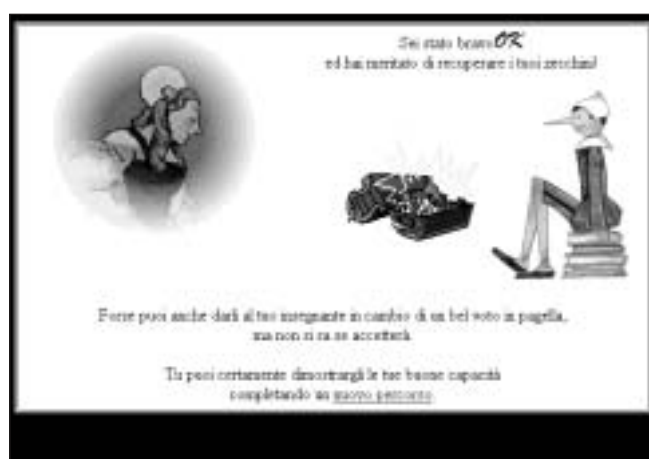 Sei stato bravo OK
ed hai meritato di recuperare i tuoi zecchini!
Forse puoi anche darli al tuo insegnante in cambio di un bel voto in pagella,
ma non si sa se accetterà.
Tu puoi certamente dimostrargli le tue buone capacità
completando un nuovo percorso.